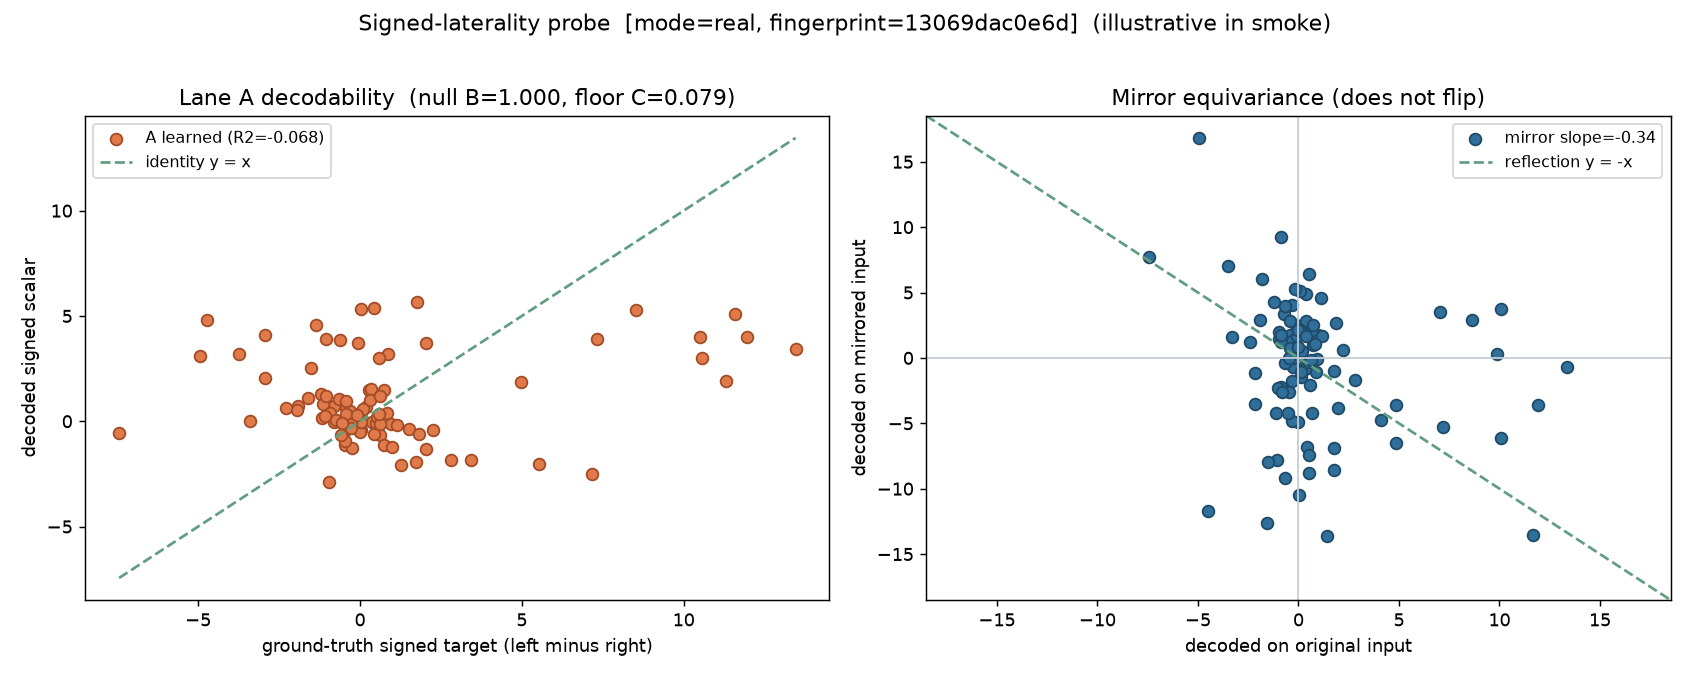 Signed-laterality probe  [mode=real, fingerprint=13069dac0e6d]  (illustrative in smoke)
Lane A decodability  (null B=1.000, floor C=0.079)
A learned (R2=-0.068)
identity y = x
decoded signed scalar
10
5
0
−5
−5
0
5
10
ground-truth signed target (left minus right)
Mirror equivariance (does not flip)
mirror slope=-0.34
reflection y = -x
decoded on mirrored input
15
10
5
0
−5
−10
−15
−15
−10
−5
0
5
10
15
decoded on original input